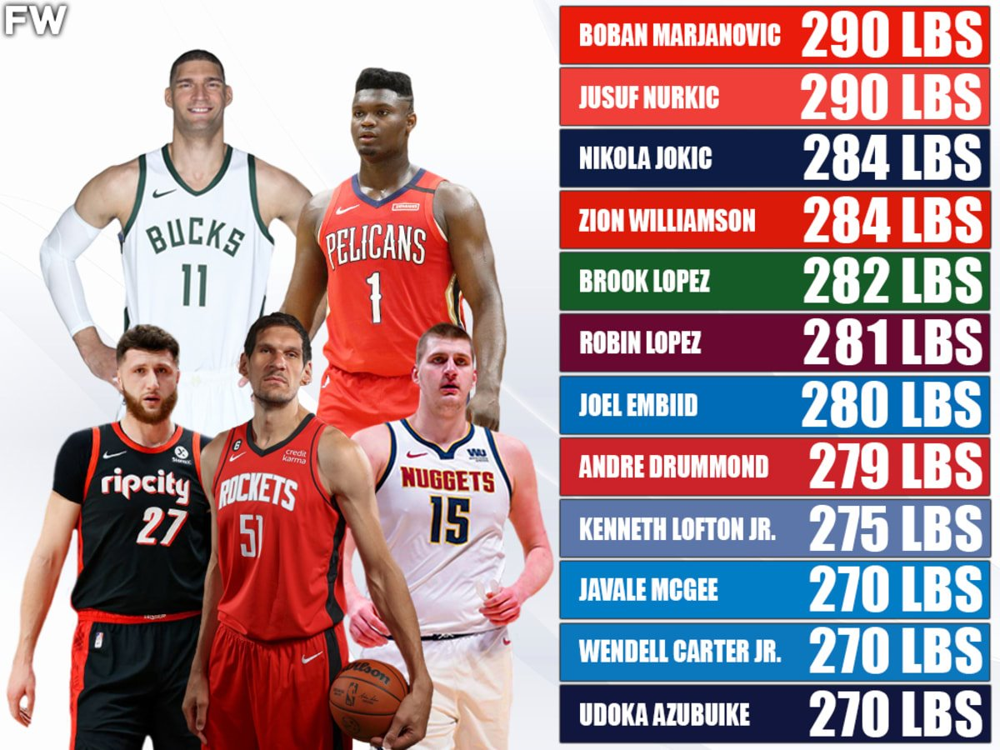 FW
BOBAN MARJANOVIC 290 LBS
JUSUF NURKIC 290 LBS
NIKOLA JOKIC 284 LBS
ZION WILLIAMSON 284 LBS
BROOK LOPEZ 282 LBS
ROBIN LOPEZ 281 LBS
JOEL EMBIID 280 LBS
ANDRE DRUMMOND 279 LBS
KENNETH LOFTON JR. 275 LBS
JAVALE MCGEE 270 LBS
WENDELL CARTER JR. 270 LBS
UDOKA AZUBUIKE 270 LBS
BUCKS
11
PELICANS
1
ripcity
27
6
credit
karma
ROCKETS
51
WU
NUGGETS
15
Wilson